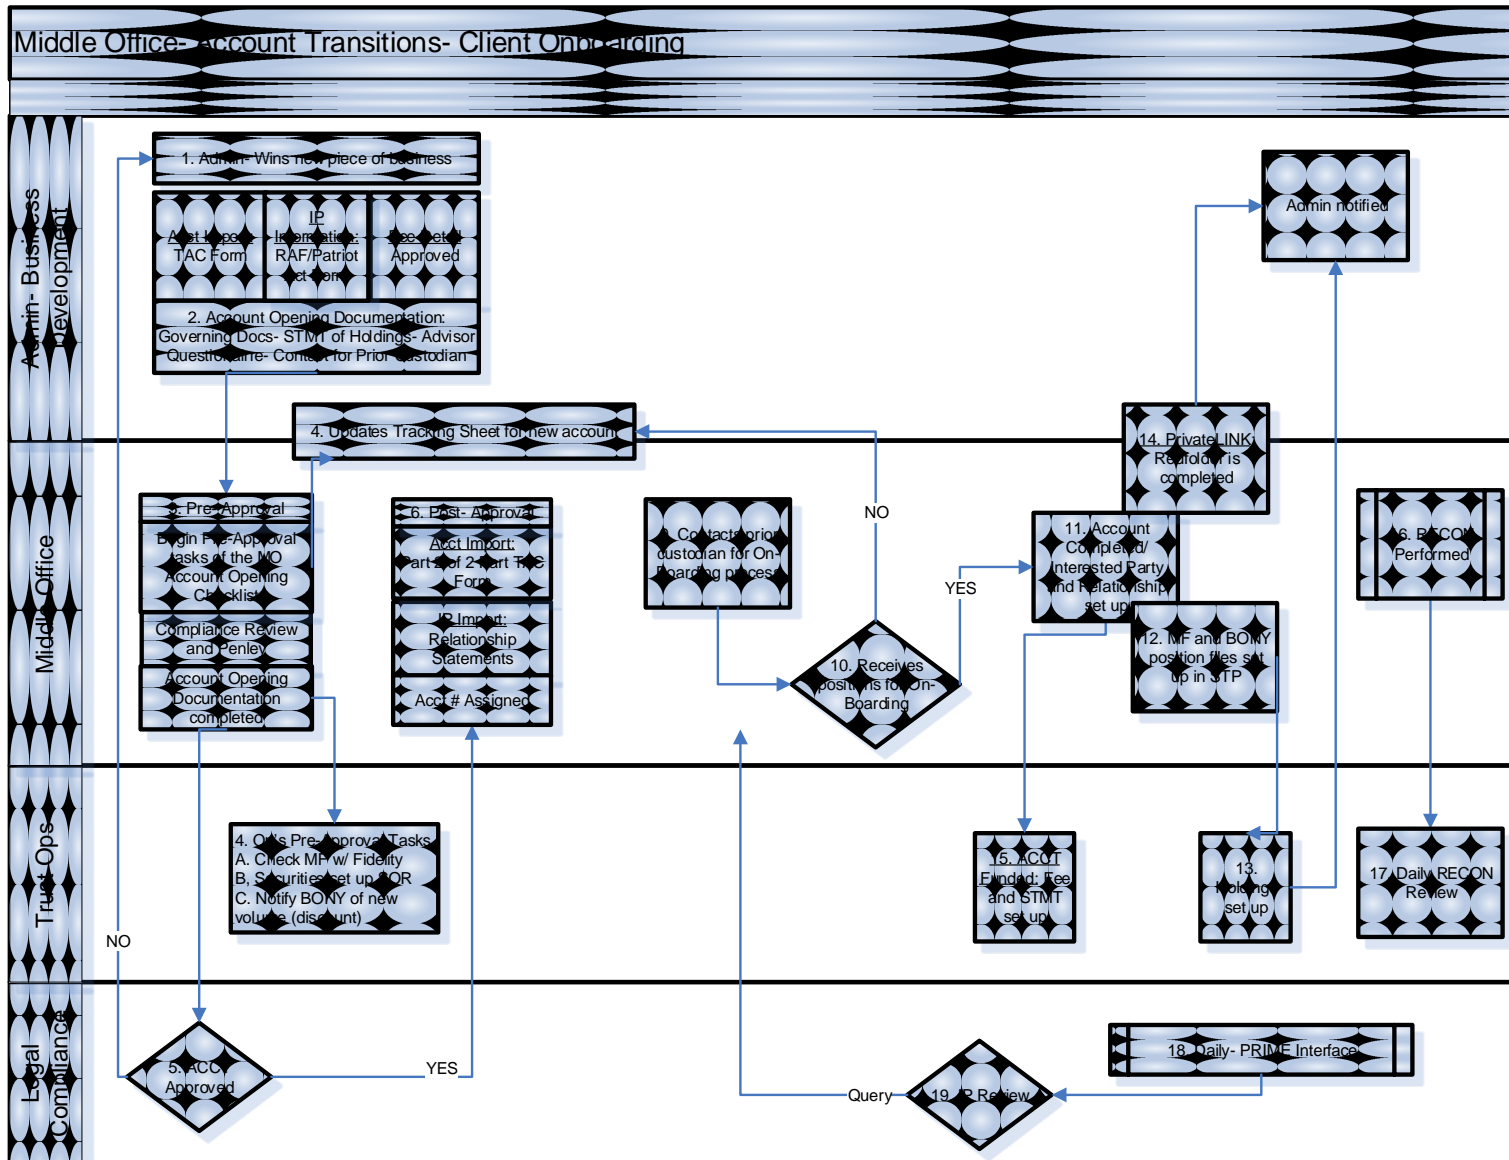 Middle Office- Account Transitions- Client Onboarding
Admin- Business
Development
1. Admin- Wins new piece of business
Acct Import:
TAC Form
IP
Information:
RAF/Patriot
Act Form
Fee Detail
Approved
2. Account Opening Documentation:
Governing Docs- STMT of Holdings- Advisor
Questionairre- Contact for Prior Custodian
Admin notified
4. Updates Tracking Sheet for new account
14. PrivateLINK:
Redfolder is
completed
Middle Office
3. Pre-Approval
Begin Pre-Approval
tasks of the MO
Account Opening
Checklist
Compliance Review
and Penley
Account Opening
Documentation
completed
6. Post- Approval
Acct Import:
Part 2 of 2 Part TAC
Form
IP Import:
Relationship
Statements
Acct # Assigned
Contacts prior
custodian for On-
Boarding process
NO
10. Receives
positions for On-
Boarding
YES
11. Account
Completed/
Interested Party
and Relationship
set up
12. MF and BONY
position files set
up in STP
6. RECON
Performed
Trust Ops
4. Op's Pre-Approval Tasks
A. Check MF w/ Fidelity
B, Securities set up SOR
C. Notify BONY of new
volume (discount)
15. ACCT
Funded: Fee
and STMT
set up
13.
Holding
set up
17. Daily RECON
Review
NO
Legal
Compliance
5. ACCT
Approved
YES
Query
19. IP Review
18. Daily- PRIME Interface